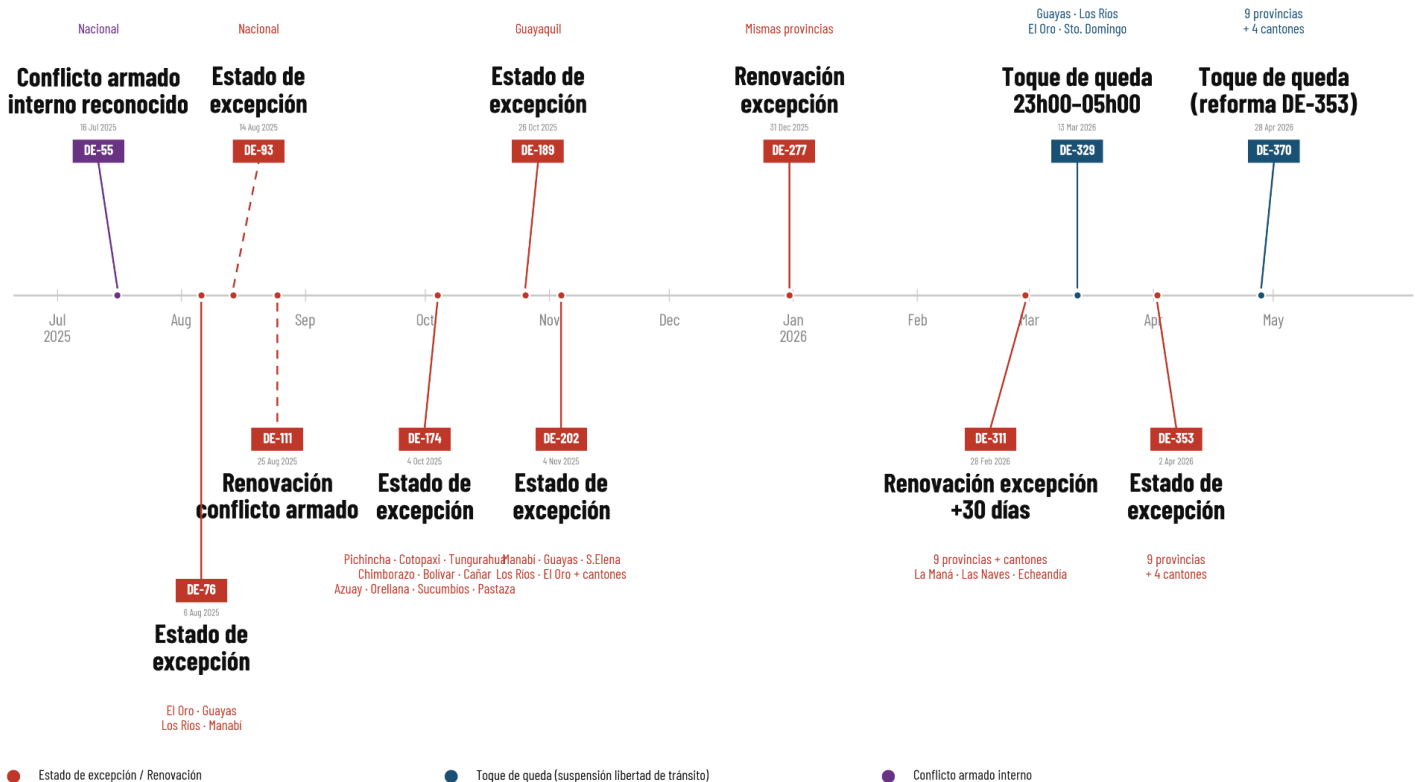 Nacional
Conflicto armado
interno reconocido
16 Jul 2025
DE-55
Nacional
Estado de
excepción
14 Aug 2025
DE-93
Guayaquil
Estado de
excepción
26 Oct 2025
DE-189
Mismas provincias
Renovación
excepción
31 Dec 2025
DE-277
Guayas · Los Ríos
El Oro · Sto. Domingo
Toque de queda
23h00–05h00
13 Mar 2026
DE-329
9 provincias
+ 4 cantones
Toque de queda
(reforma DE-353)
28 Apr 2026
DE-370
Jul
2025
Aug
Sep
Oct
Nov
Dec
Jan
2026
Feb
Mar
Apr
May
DE-76
6 Aug 2025
Estado de
excepción
El Oro · Guayas
Los Ríos · Manabí
DE-111
25 Aug 2025
Renovación
conflicto armado
DE-174
4 Oct 2025
Estado de
excepción
Pichincha · Cotopaxi · Tungurahua
Chimborazo · Bolívar · Cañar
Azuay · Orellana · Sucumbíos · Pastaza
DE-202
4 Nov 2025
Estado de
excepción
Manabí · Guayas · S.Elena
Los Ríos · El Oro + cantones
DE-311
28 Feb 2026
Renovación excepción
+30 días
9 provincias + cantones
La Maná · Las Naves · Echeandía
DE-353
2 Apr 2026
Estado de
excepción
9 provincias
+ 4 cantones
Estado de excepción / Renovación
Toque de queda (suspensión libertad de tránsito)
Conflicto armado interno